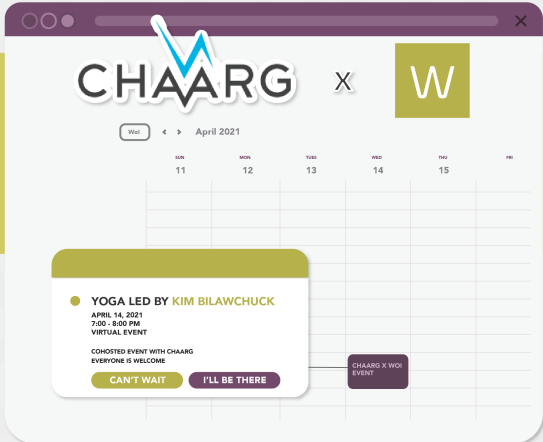 CHAARG X W
WoI April 2021
SUN MON TUES WED THU FRI
11 12 13 14 15
YOGA LED BY KIM BILAWCHUCK
APRIL 14, 2021
7:00 - 8:00 PM
VIRTUAL EVENT
COHOSTED EVENT WITH CHAARG
EVERYONE IS WELCOME
CAN'T WAIT I'LL BE THERE
CHAARG X WOI
EVENT